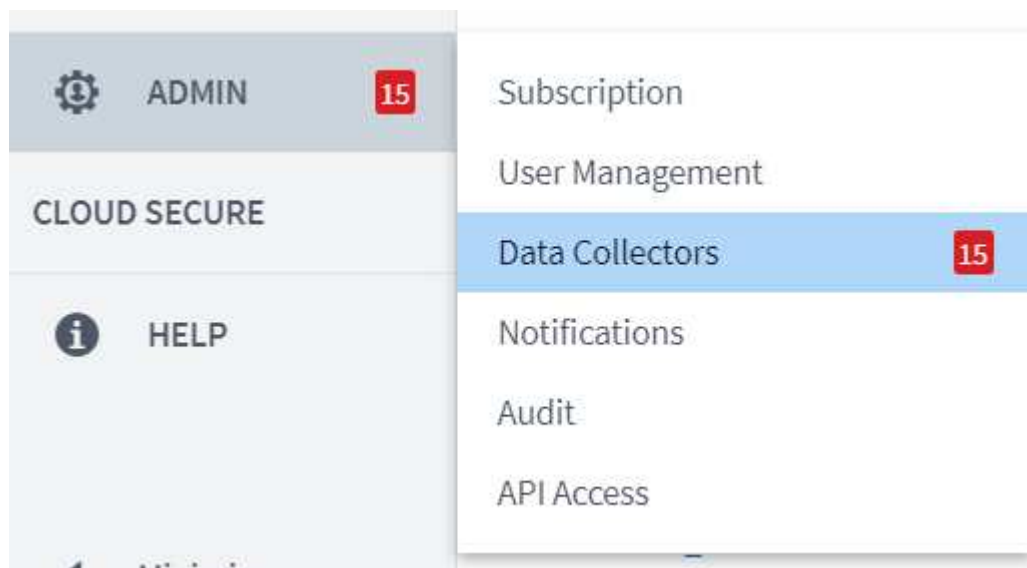 ADMIN 15
CLOUD SECURE
HELP
Subscription
User Management
Data Collectors 15
Notifications
Audit
API Access